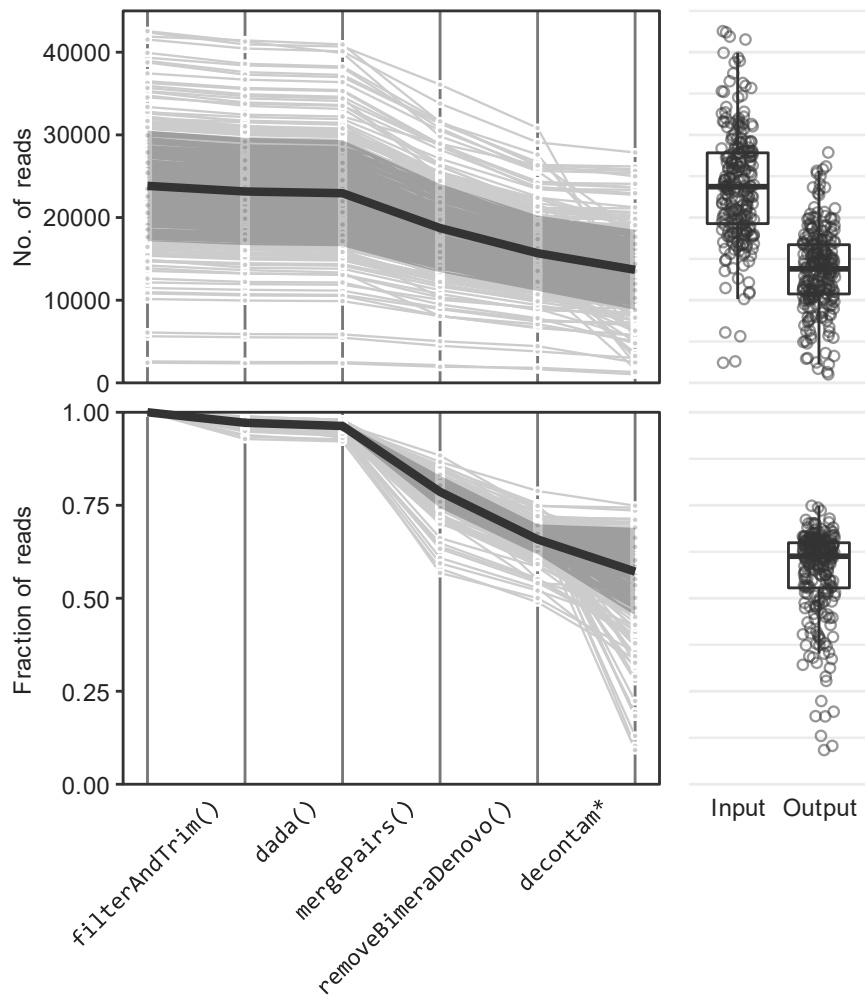 No. of reads
40000
30000
20000
10000
0
Fraction of reads
1.00
0.75
0.50
0.25
0.00
filterAndTrim()
dada()
mergePairs()
removeBimeraDenovo()
decontam*
Input Output